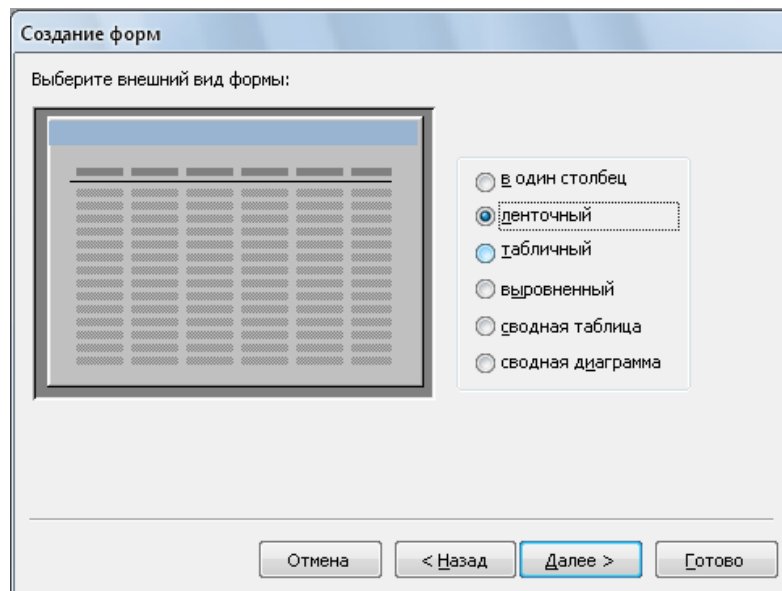 Создание форм
Выберите внешний вид формы:
в один столбец
ленточный
табличный
выровненный
сводная таблица
сводная диаграмма
Отмена
< Назад
Далее >
Готово